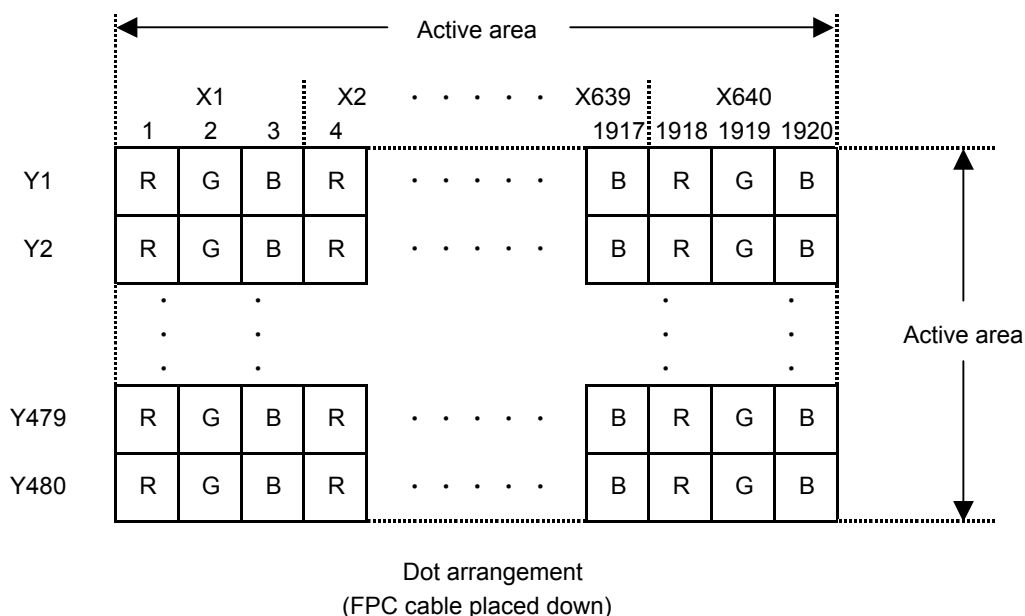 Active area
X1 X2 ・ ・ ・ ・ ・ X639 X640
1 2 3 4 1917 1918 1919 1920
Y1 R G B R ・ ・ ・ ・ ・ B R G B
Y2 R G B R ・ ・ ・ ・ ・ B R G B
Active area
Y479 R G B R ・ ・ ・ ・ ・ B R G B
Y480 R G B R ・ ・ ・ ・ ・ B R G B
Dot arrangement
(FPC cable placed down)